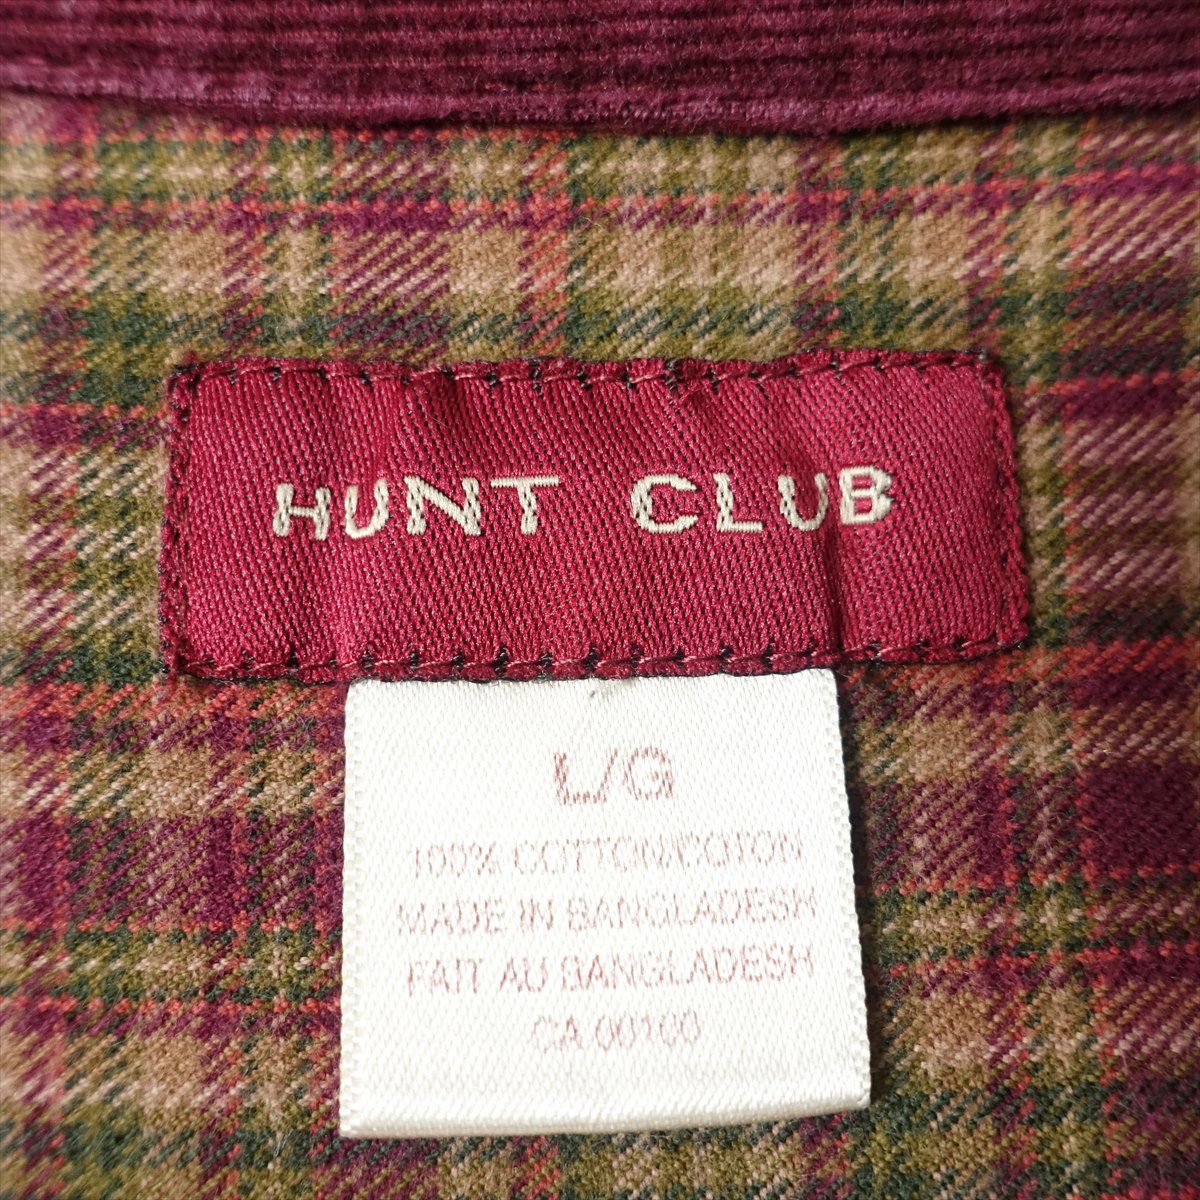 HUNT CLUB
L/G
100% COTTON/COTON
MADE IN BANGLADESH
FAIT AU BANGLADESH
CA 00100